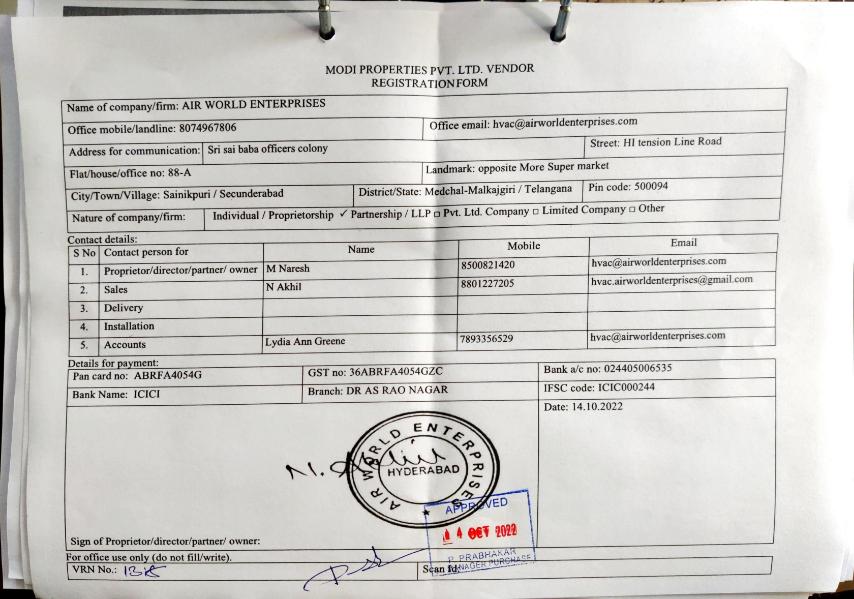 MODI PROPERTIES PVT. LTD. VENDOR
REGISTRATION FORM
Name of company/firm: AIR WORLD ENTERPRISES
Office mobile/landline: 8074967806 Office email: hvac@airworldenterprises.com
Address for communication: Sri sai baba officers colony Street: HI tension Line Road
Flat/house/office no: 88-A Landmark: opposite More Super market
City/Town/Village: Sainikpuri / Secunderabad District/State: Medchal-Malkajgiri / Telangana Pin code: 500094
Nature of company/firm: Individual / Proprietorship ✓ Partnership / LLP □ Pvt. Ltd. Company □ Limited Company □ Other
Contact details:
S No Contact person for Name Mobile Email
1. Proprietor/director/partner/ owner M Naresh 8500821420 hvac@airworldenterprises.com
2. Sales N Akhil 8801227205 hvac.airworldenterprises@gmail.com
3. Delivery
4. Installation
5. Accounts Lydia Ann Greene 7893356529 hvac@airworldenterprises.com
Details for payment:
Pan card no: ABRFA4054G GST no: 36ABRFA4054GZC Bank a/c no: 024405006535
Bank Name: ICICI Branch: DR AS RAO NAGAR IFSC code: ICIC000244
Date: 14.10.2022
AIR WORLD ENTERPRISES
HYDERABAD
APPROVED
14 OCT 2022
P. PRABHAKAR
MANAGER PURCHASE
Sign of Proprietor/director/partner/ owner:
For office use only (do not fill/write).
VRN No.: Scan Id: